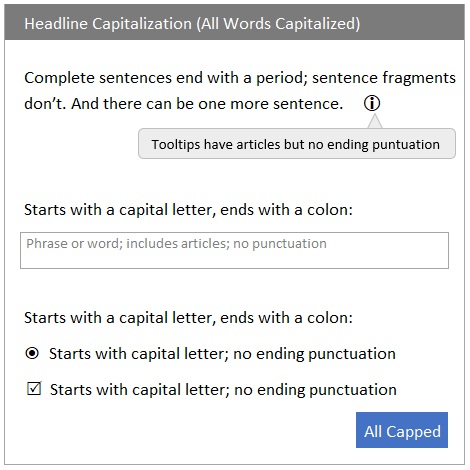 Headline Capitalization (All Words Capitalized)
Complete sentences end with a period; sentence fragments
don't. And there can be one more sentence.
Tooltips have articles but no ending puntuation
Starts with a capital letter, ends with a colon:
Phrase or word; includes articles; no punctuation
Starts with a capital letter, ends with a colon:
Starts with capital letter; no ending punctuation
Starts with capital letter; no ending punctuation
All Capped